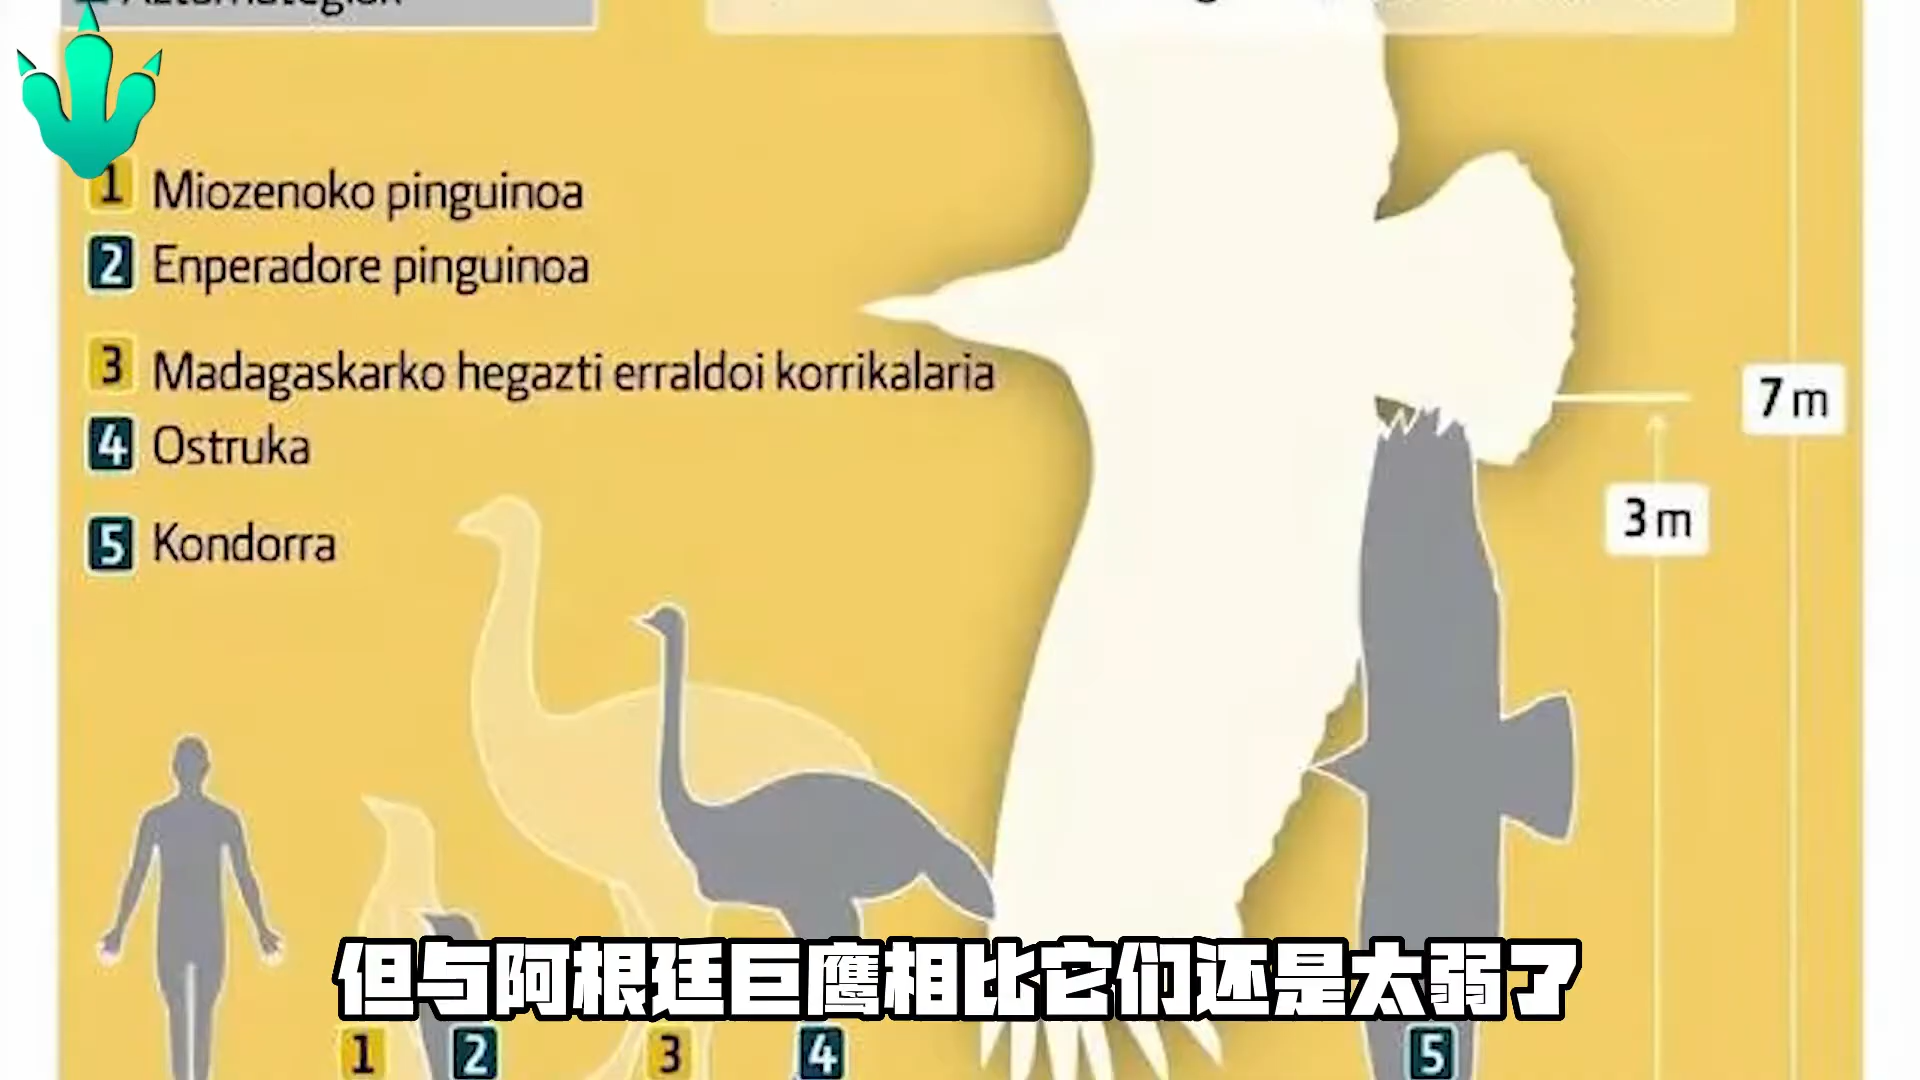 1 Miozenoko pinguinoa
2 Enperadore pinguinoa
3 Madagaskarko hegazti erraldoi korrikalaria
4 Ostruka
5 Kondorra
7 m
3 m
但与阿根廷巨鹰相比它们还是太弱了
1 2 3 4 5